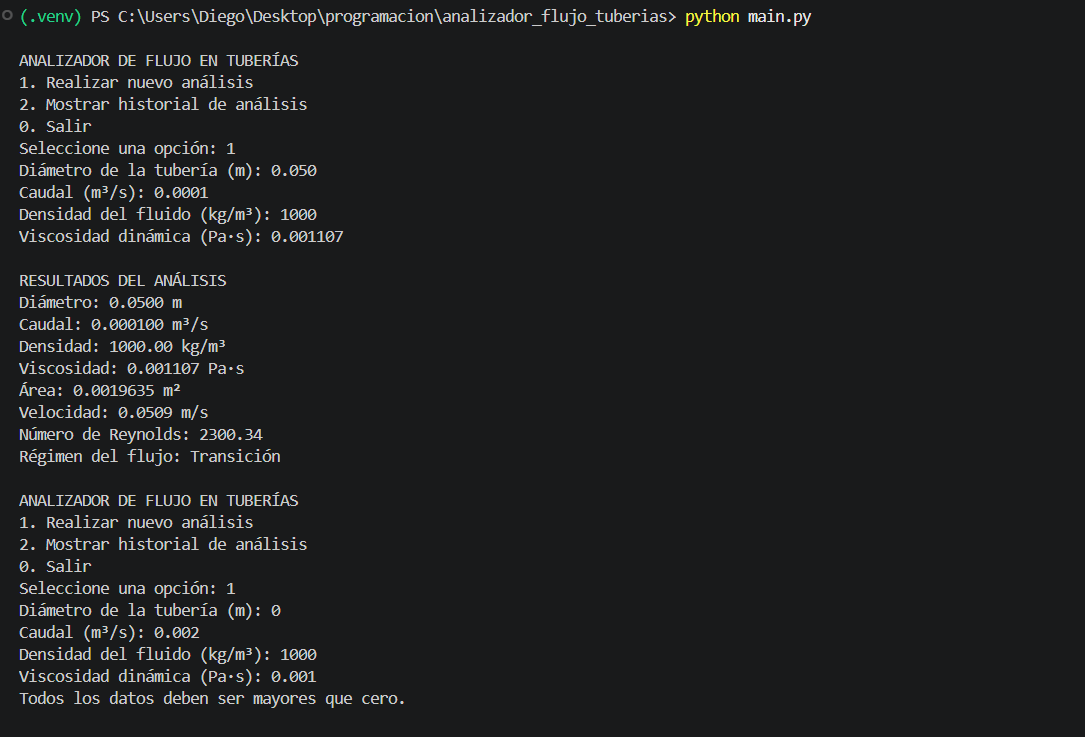 (.venv) PS C:\Users\Diego\Desktop\programacion\analizador_flujo_tuberias> python main.py
ANALIZADOR DE FLUJO EN TUBERÍAS
1. Realizar nuevo análisis
2. Mostrar historial de análisis
0. Salir
Seleccione una opción: 1
Diámetro de la tubería (m): 0.050
Caudal (m³/s): 0.0001
Densidad del fluido (kg/m³): 1000
Viscosidad dinámica (Pa·s): 0.001107
RESULTADOS DEL ANÁLISIS
Diámetro: 0.0500 m
Caudal: 0.000100 m³/s
Densidad: 1000.00 kg/m³
Viscosidad: 0.001107 Pa·s
Área: 0.0019635 m²
Velocidad: 0.0509 m/s
Número de Reynolds: 2300.34
Régimen del flujo: Transición
ANALIZADOR DE FLUJO EN TUBERÍAS
1. Realizar nuevo análisis
2. Mostrar historial de análisis
0. Salir
Seleccione una opción: 1
Diámetro de la tubería (m): 0
Caudal (m³/s): 0.002
Densidad del fluido (kg/m³): 1000
Viscosidad dinámica (Pa·s): 0.001
Todos los datos deben ser mayores que cero.